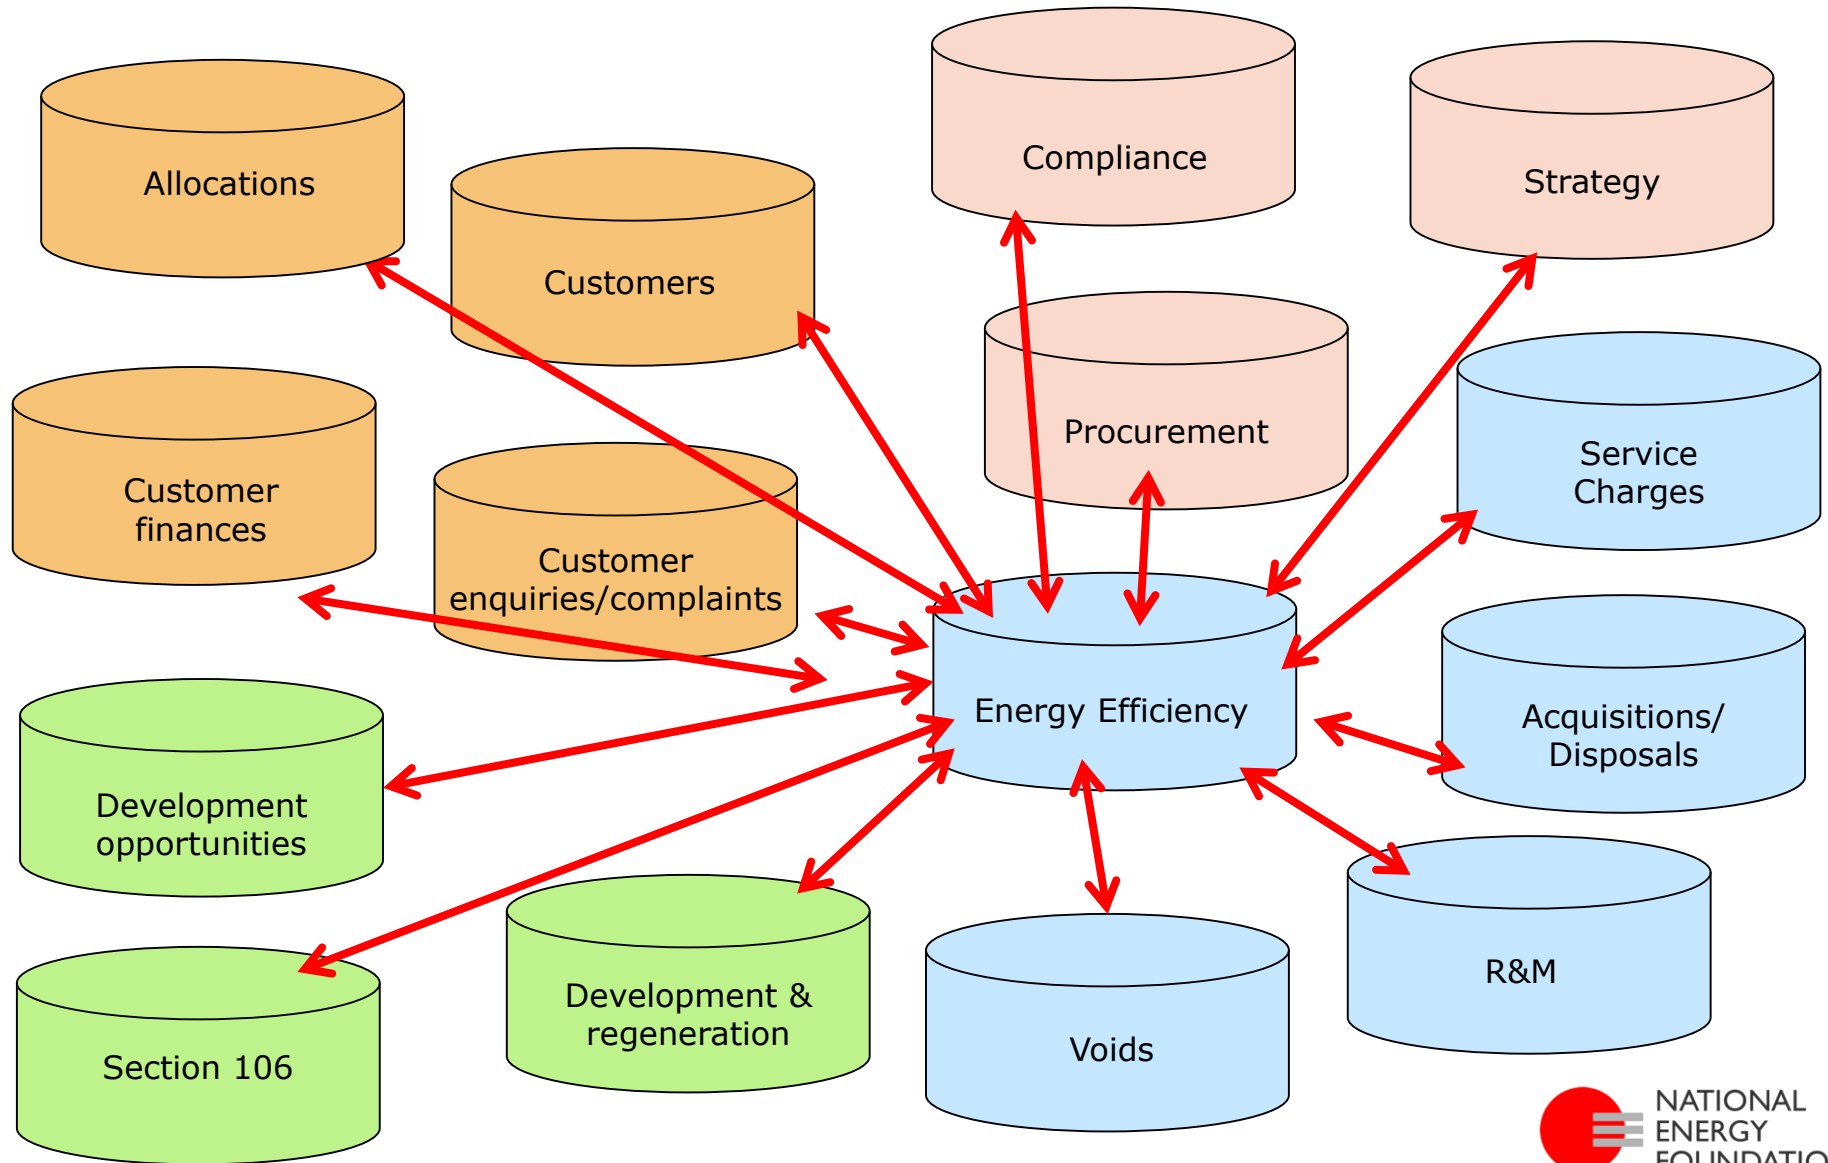 Allocations
Customers
Compliance
Strategy
Customer
finances
Customer
enquiries/complaints
Procurement
Service
Charges
Energy Efficiency
Acquisitions/
Disposals
Development
opportunities
Section 106
Development &
regeneration
Voids
R&M
NATIONAL
ENERGY
FOUNDATIO